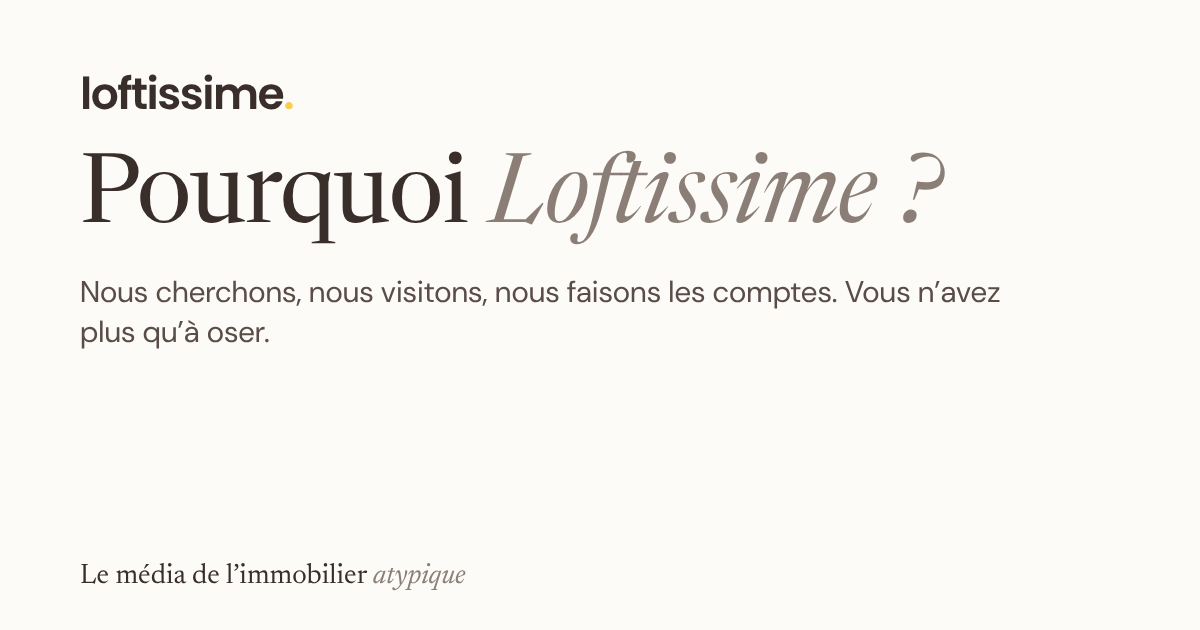 loftissime.
Pourquoi Loftissime ?
Nous cherchons, nous visitons, nous faisons les comptes. Vous n’avez
plus qu’à oser.
Le média de l’immobilier atypique